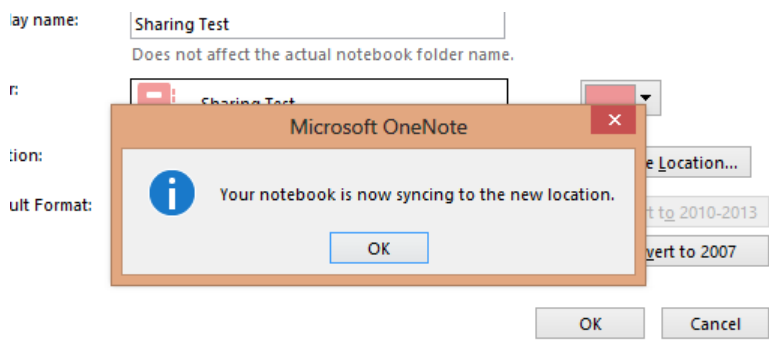 lay name:
Sharing Test
Does not affect the actual notebook folder name.
r:
Sharing Test
Microsoft OneNote
tion:
e Location...
Your notebook is now syncing to the new location.
ult Format:
t to 2010-2013
OK
vert to 2007
OK
Cancel